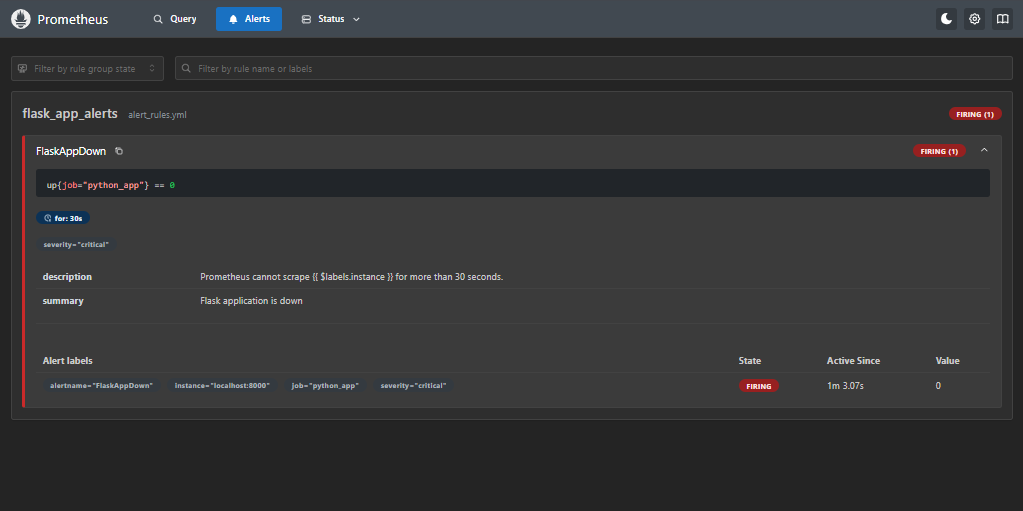 Prometheus Query Alerts Status
Filter by rule group state Filter by rule name or labels
flask_app_alerts alert_rules.yml FIRING (1)
FlaskAppDown FIRING (1)
up{job="python_app"} == 0
for: 30s
severity="critical"
description Prometheus cannot scrape {{ $labels.instance }} for more than 30 seconds.
summary Flask application is down
Alert labels State Active Since Value
alertname="FlaskAppDown" instance="localhost:8000" job="python_app" severity="critical" FIRING 1m 3.07s 0